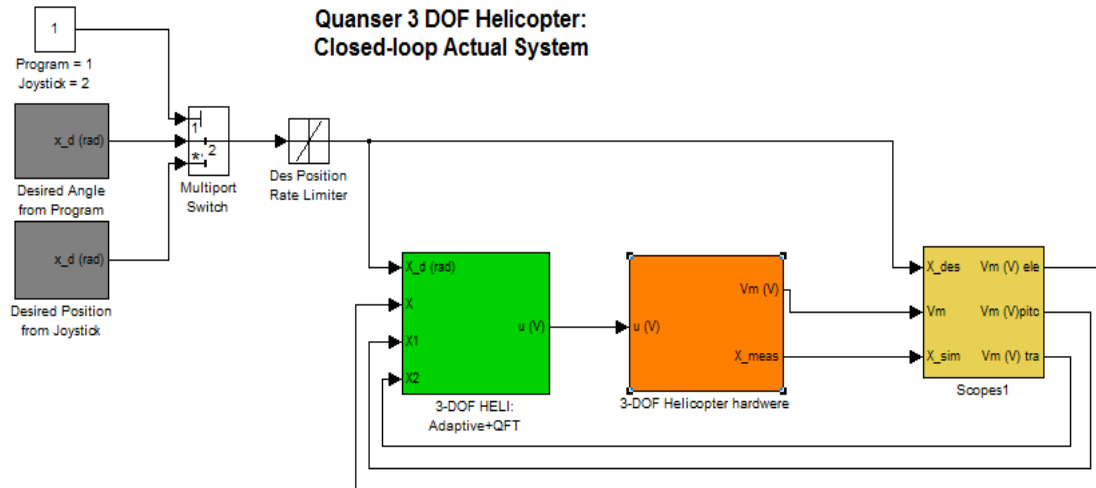 Quanser 3 DOF Helicopter:
Closed-loop Actual System
1
Program = 1
Joystick = 2
x_d (rad)
Desired Angle
from Program
x_d (rad)
Desired Position
from Joystick
1
2
*,
Multiport
Switch
Des Position
Rate Limiter
X_d (rad)
X
X1
X2
u (V)
3-DOF HELI:
Adaptive+QFT
u (V)
Vm (V)
X_meas
3-DOF Helicopter hardwere
X_des
Vm
X_sim
Vm (V) ele
Vm (V)pitc
Vm (V) tra
Scopes1